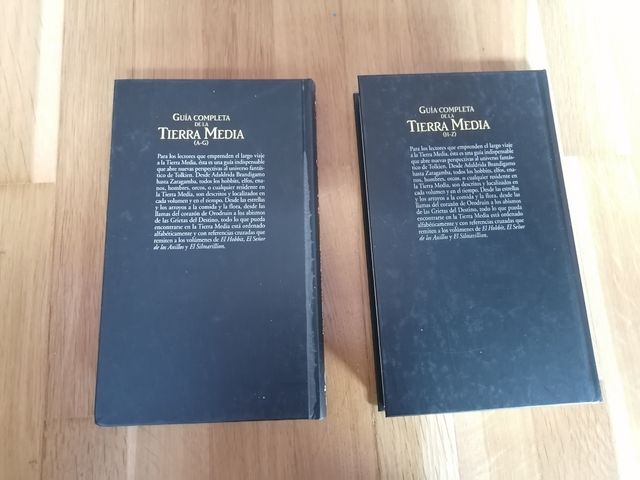 GUÍA COMPLETA
DE LA
TIERRA MEDIA
(A-G)
Para los lectores que emprenden el largo viaje
a la Tierra Media, ésta es una guía indispensable
que abre nuevas perspectivas al universo fantás-
tico de Tolkien. Desde Adaldrida Brandigamo
hasta Zaragamba, todos los hobbits, elfos, ena-
nos, hombres, orcos, o cualquier residente en
la Tierra Media, son descritos y localizados en
cada volumen y en el tiempo. Desde las estrellas
y los arroyos a la comida y la flora, desde las
llamas del corazón de Orodruin a los abismos
de las Grietas del Destino, todo lo que pueda
encontrarse en la Tierra Media está ordenado
alfabéticamente y con referencias cruzadas que
remiten a los volúmenes de El Hobbit, El Señor
de los Anillos y El Silmarillion.
GUÍA COMPLETA
DE LA
TIERRA MEDIA
(H-Z)
Para los lectores que emprenden el largo viaje
a la Tierra Media, ésta es una guía indispensable
que abre nuevas perspectivas al universo fantás-
tico de Tolkien. Desde Adaldrida Brandigamo
hasta Zaragamba, todos los hobbits, elfos, ena-
nos, hombres, orcos, o cualquier residente en
la Tierra Media, son descritos y localizados en
cada volumen y en el tiempo. Desde las estrellas
y los arroyos a la comida y la flora, desde las
llamas del corazón de Orodruin a los abismos
de las Grietas del Destino, todo lo que pueda
encontrarse en la Tierra Media está ordenado
alfabéticamente y con referencias cruzadas que
remiten a los volúmenes de El Hobbit, El Señor
de los Anillos y El Silmarillion.